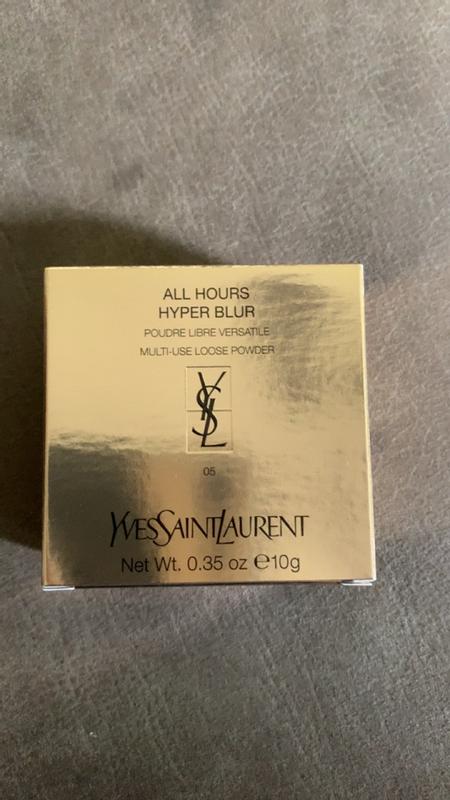 ALL HOURS
HYPER BLUR
POUDRE LIBRE VERSATILE
MULTI-USE LOOSE POWDER
YSL
05
YVESSAINTLAURENT
Net Wt. 0.35 oz ℮10g